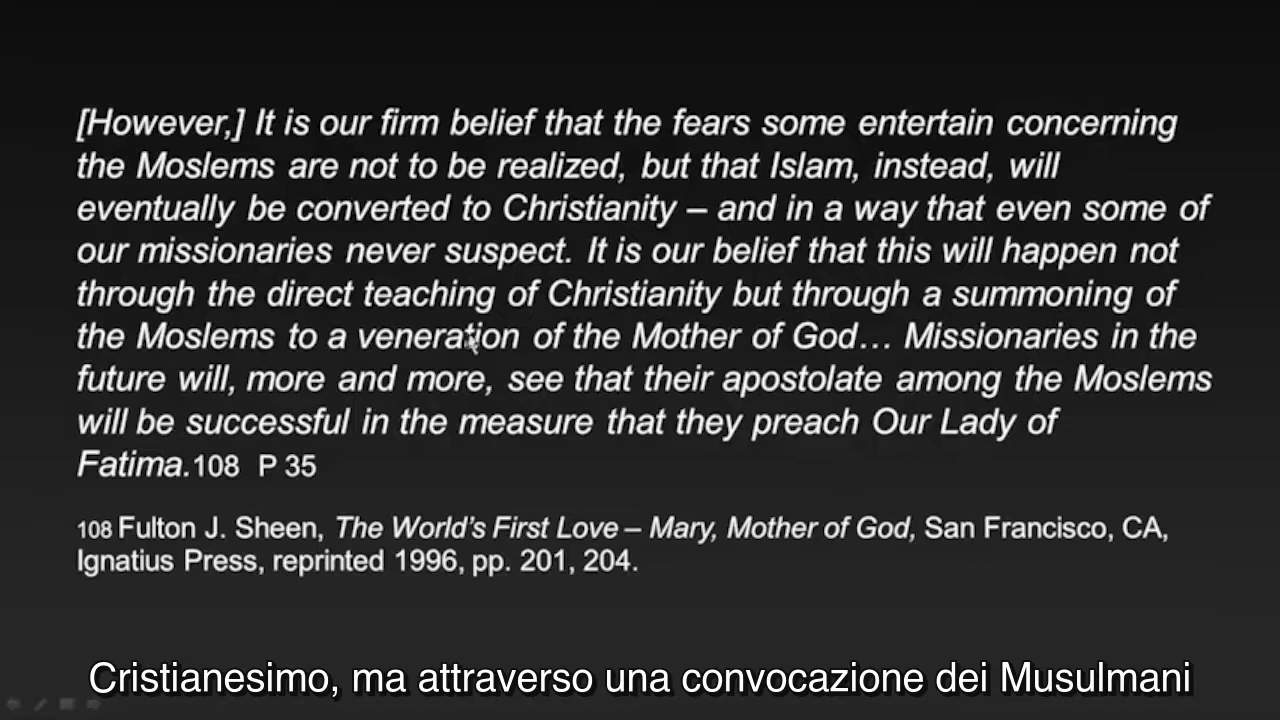 [However,] It is our firm belief that the fears some entertain concerning
the Moslems are not to be realized, but that Islam, instead, will
eventually be converted to Christianity – and in a way that even some of
our missionaries never suspect. It is our belief that this will happen not
through the direct teaching of Christianity but through a summoning of
the Moslems to a veneration of the Mother of God… Missionaries in the
future will, more and more, see that their apostolate among the Moslems
will be successful in the measure that they preach Our Lady of
Fatima.108 P 35
108 Fulton J. Sheen, The World's First Love – Mary, Mother of God, San Francisco, CA,
Ignatius Press, reprinted 1996, pp. 201, 204.
Cristianesimo, ma attraverso una convocazione dei Musulmani